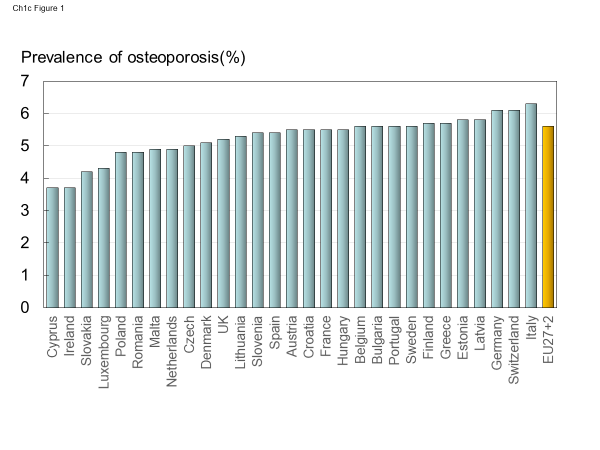 Ch1c Figure 1
Prevalence of osteoporosis(%)
7
6
5
4
3
2
1
0
Cyprus
Ireland
Slovakia
Luxembourg
Poland
Romania
Malta
Netherlands
Czech
Denmark
UK
Lithuania
Slovenia
Spain
Austria
Croatia
France
Hungary
Belgium
Bulgaria
Portugal
Sweden
Finland
Greece
Estonia
Latvia
Germany
Switzerland
Italy
EU27+2